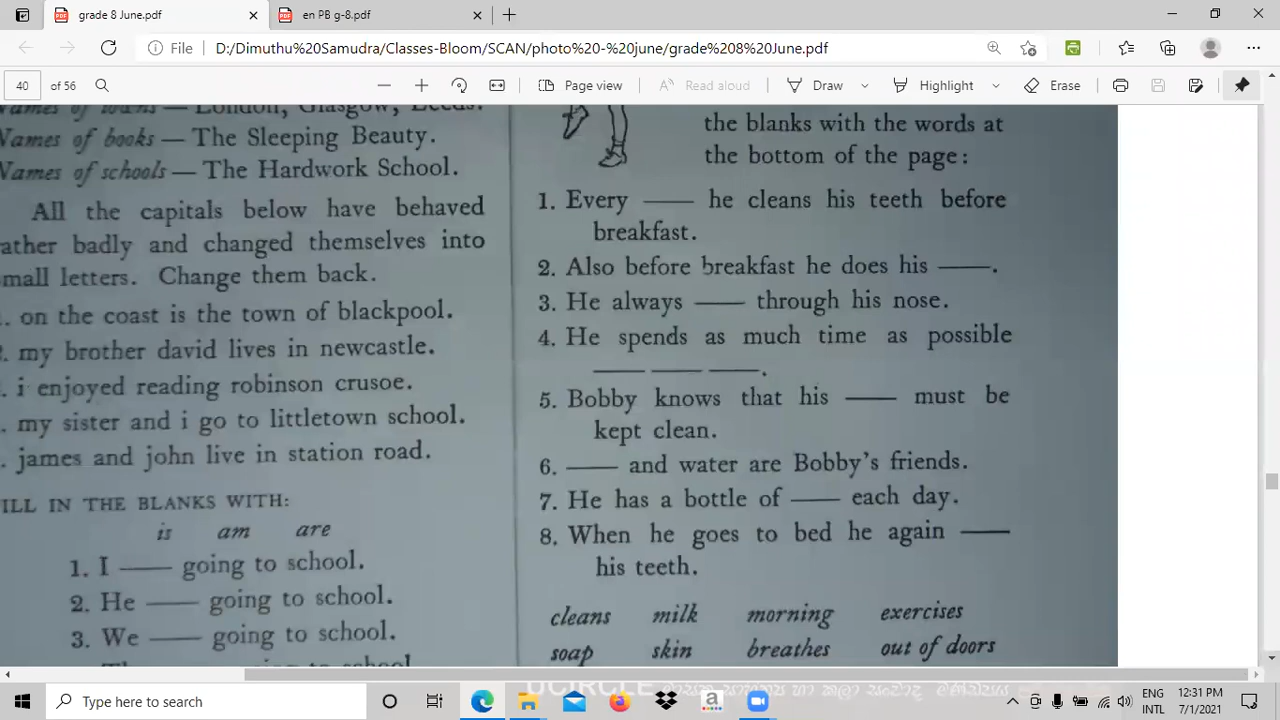 grade 8 June.pdf
en PB g-8.pdf
File
D:/Dimuthu%20Samudra/Classes-Bloom/SCAN/photo%20-%20june/grade%208%20June.pdf
40 of 56
Page view
Read aloud
Draw
Highlight
Erase
London, Glasgow, Leeds.
Names of books — The Sleeping Beauty.
Names of schools — The Hardwork School.
All the capitals below have behaved
ather badly and changed themselves into
mall letters. Change them back.
. on the coast is the town of blackpool.
. my brother david lives in newcastle.
. i enjoyed reading robinson crusoe.
. my sister and i go to littletown school.
. james and john live in station road.
ILL IN THE BLANKS WITH:
is am are
1. I —— going to school.
2. He —— going to school.
3. We —— going to school.
the blanks with the words at
the bottom of the page:
1. Every —— he cleans his teeth before
breakfast.
2. Also before breakfast he does his ——.
3. He always —— through his nose.
4. He spends as much time as possible
—— —— ——.
5. Bobby knows that his —— must be
kept clean.
6. —— and water are Bobby's friends.
7. He has a bottle of —— each day.
8. When he goes to bed he again ——
his teeth.
cleans milk morning exercises
soap skin breathes out of doors
Type here to search
ENG
INTL
12:31 PM
7/1/2021